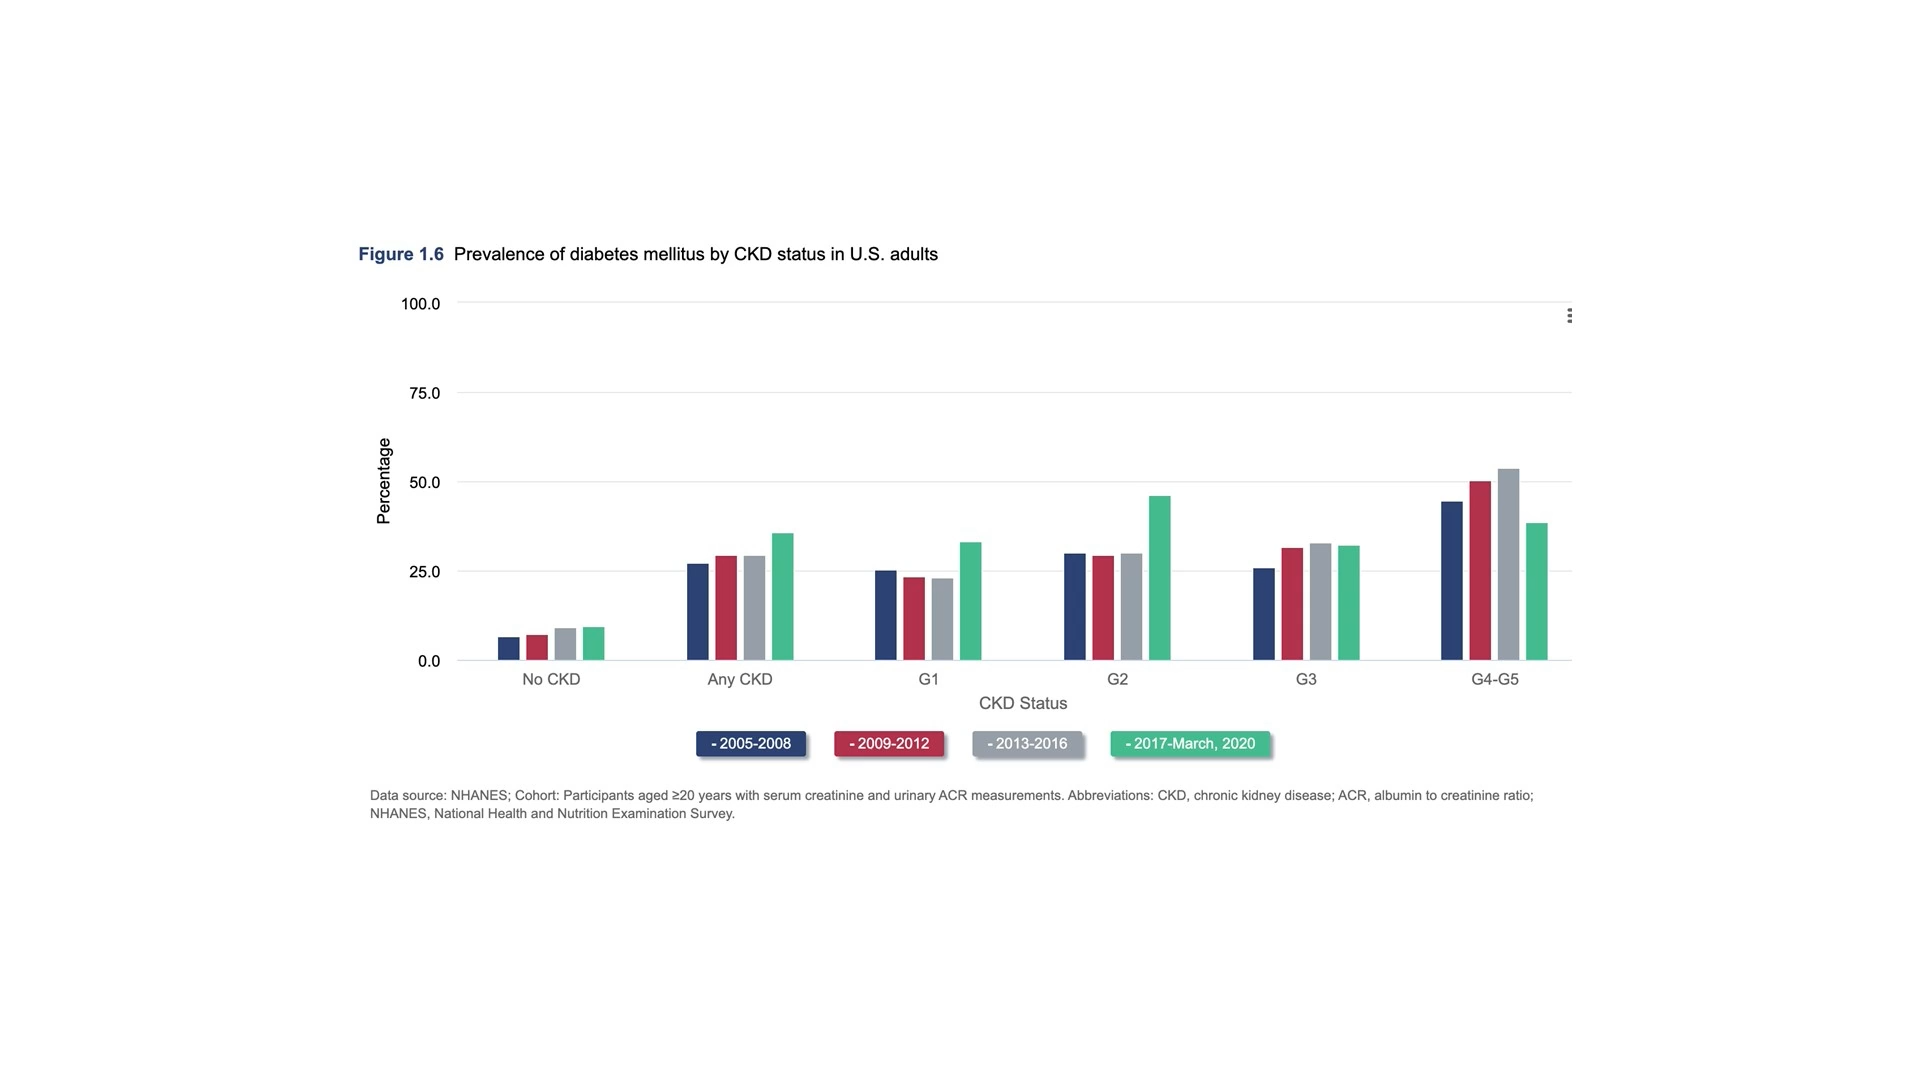 Figure 1.6 Prevalence of diabetes mellitus by CKD status in U.S. adults
100.0
75.0
50.0
25.0
0.0
Percentage
No CKD Any CKD G1 G2 G3 G4-G5
CKD Status
- 2005-2008 - 2009-2012 - 2013-2016 - 2017-March, 2020
Data source: NHANES; Cohort: Participants aged ≥20 years with serum creatinine and urinary ACR measurements. Abbreviations: CKD, chronic kidney disease; ACR, albumin to creatinine ratio;
NHANES, National Health and Nutrition Examination Survey.